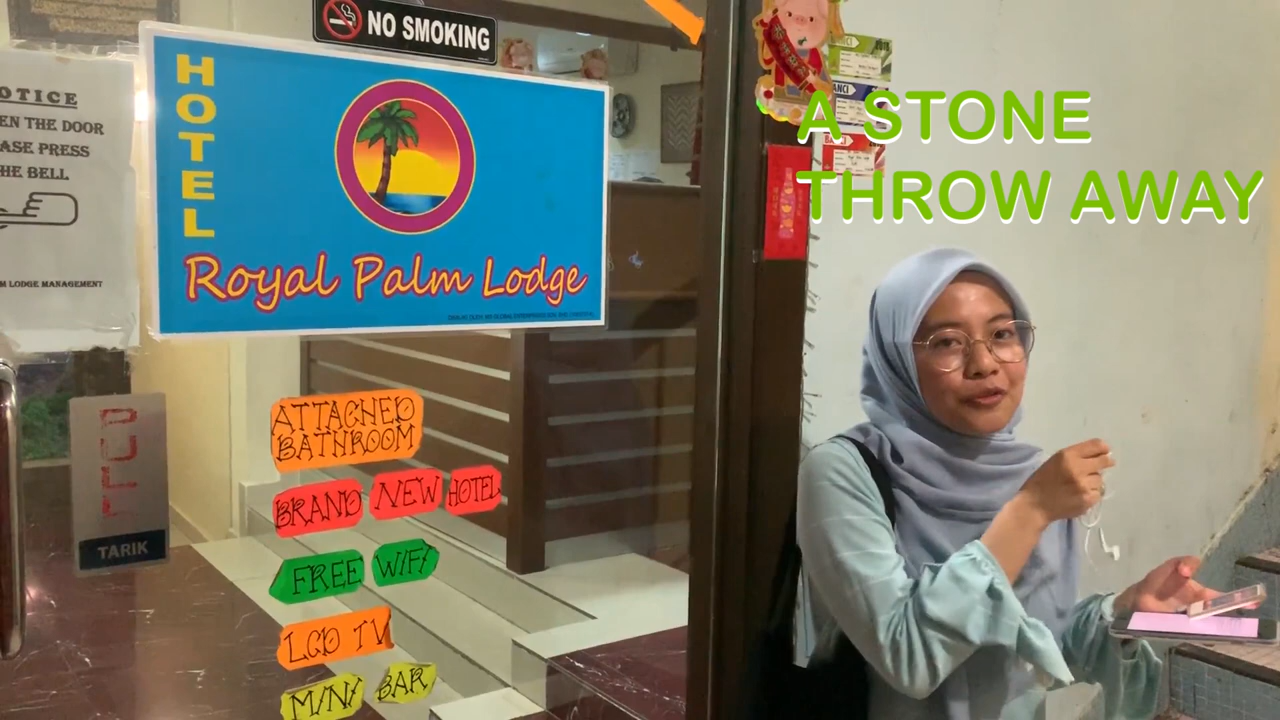 NO SMOKING
OTICE
EN THE DOOR
ASE PRESS
HE BELL
M LODGE MANAGEMENT
HOTEL
Royal Palm Lodge
A STONE
THROW AWAY
PULL
TARIK
ATTACHED
BATHROOM
BRAND NEW HOTEL
FREE WIFI
LCD TV
MINI BAR